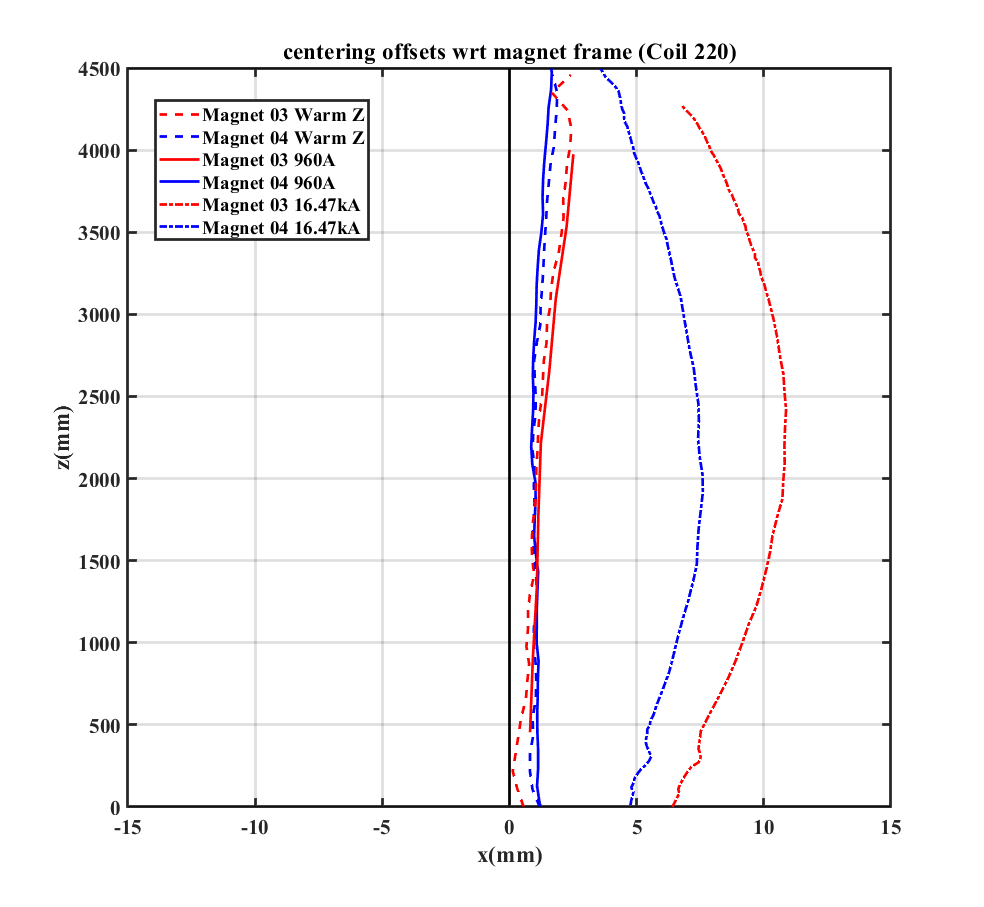 centering offsets wrt magnet frame (Coil 220)
4500
4000
3500
3000
2500
2000
1500
1000
500
0
z(mm)
Magnet 03 Warm Z
Magnet 04 Warm Z
Magnet 03 960A
Magnet 04 960A
Magnet 03 16.47kA
Magnet 04 16.47kA
-15 -10 -5 0 5 10 15
x(mm)